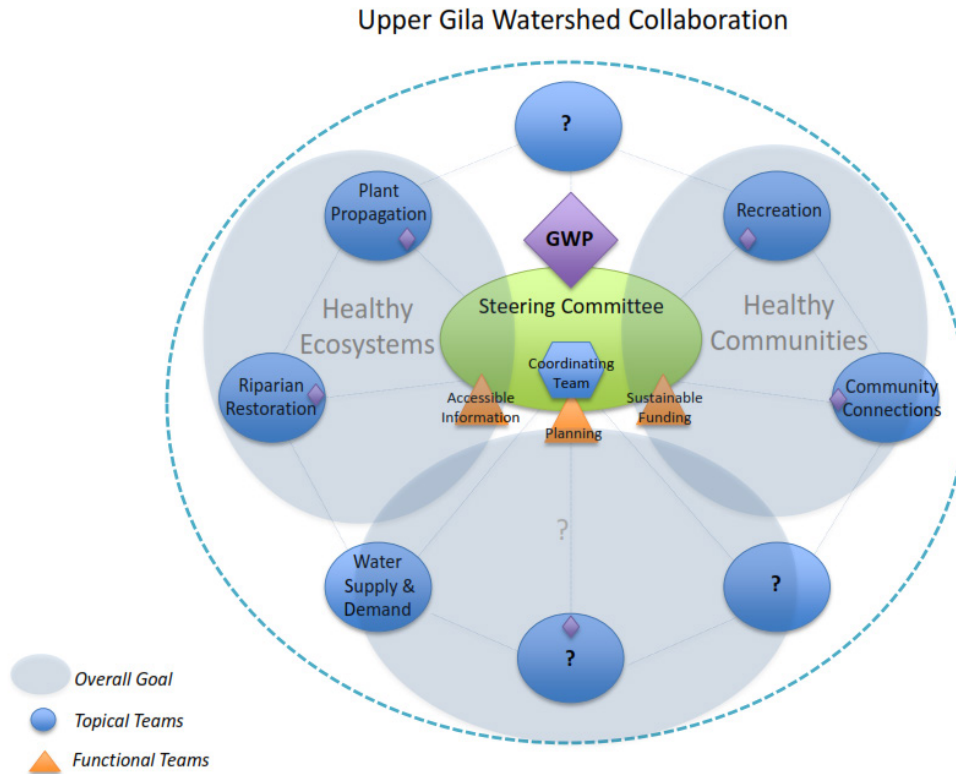 Upper Gila Watershed Collaboration
?
Plant
Propagation
Recreation
GWP
Steering Committee
Healthy
Ecosystems
Healthy
Communities
Coordinating
Team
Riparian
Restoration
Accessible
Information
Sustainable
Funding
Community
Connections
Planning
?
Water
Supply &
Demand
?
?
Overall Goal
Topical Teams
Functional Teams